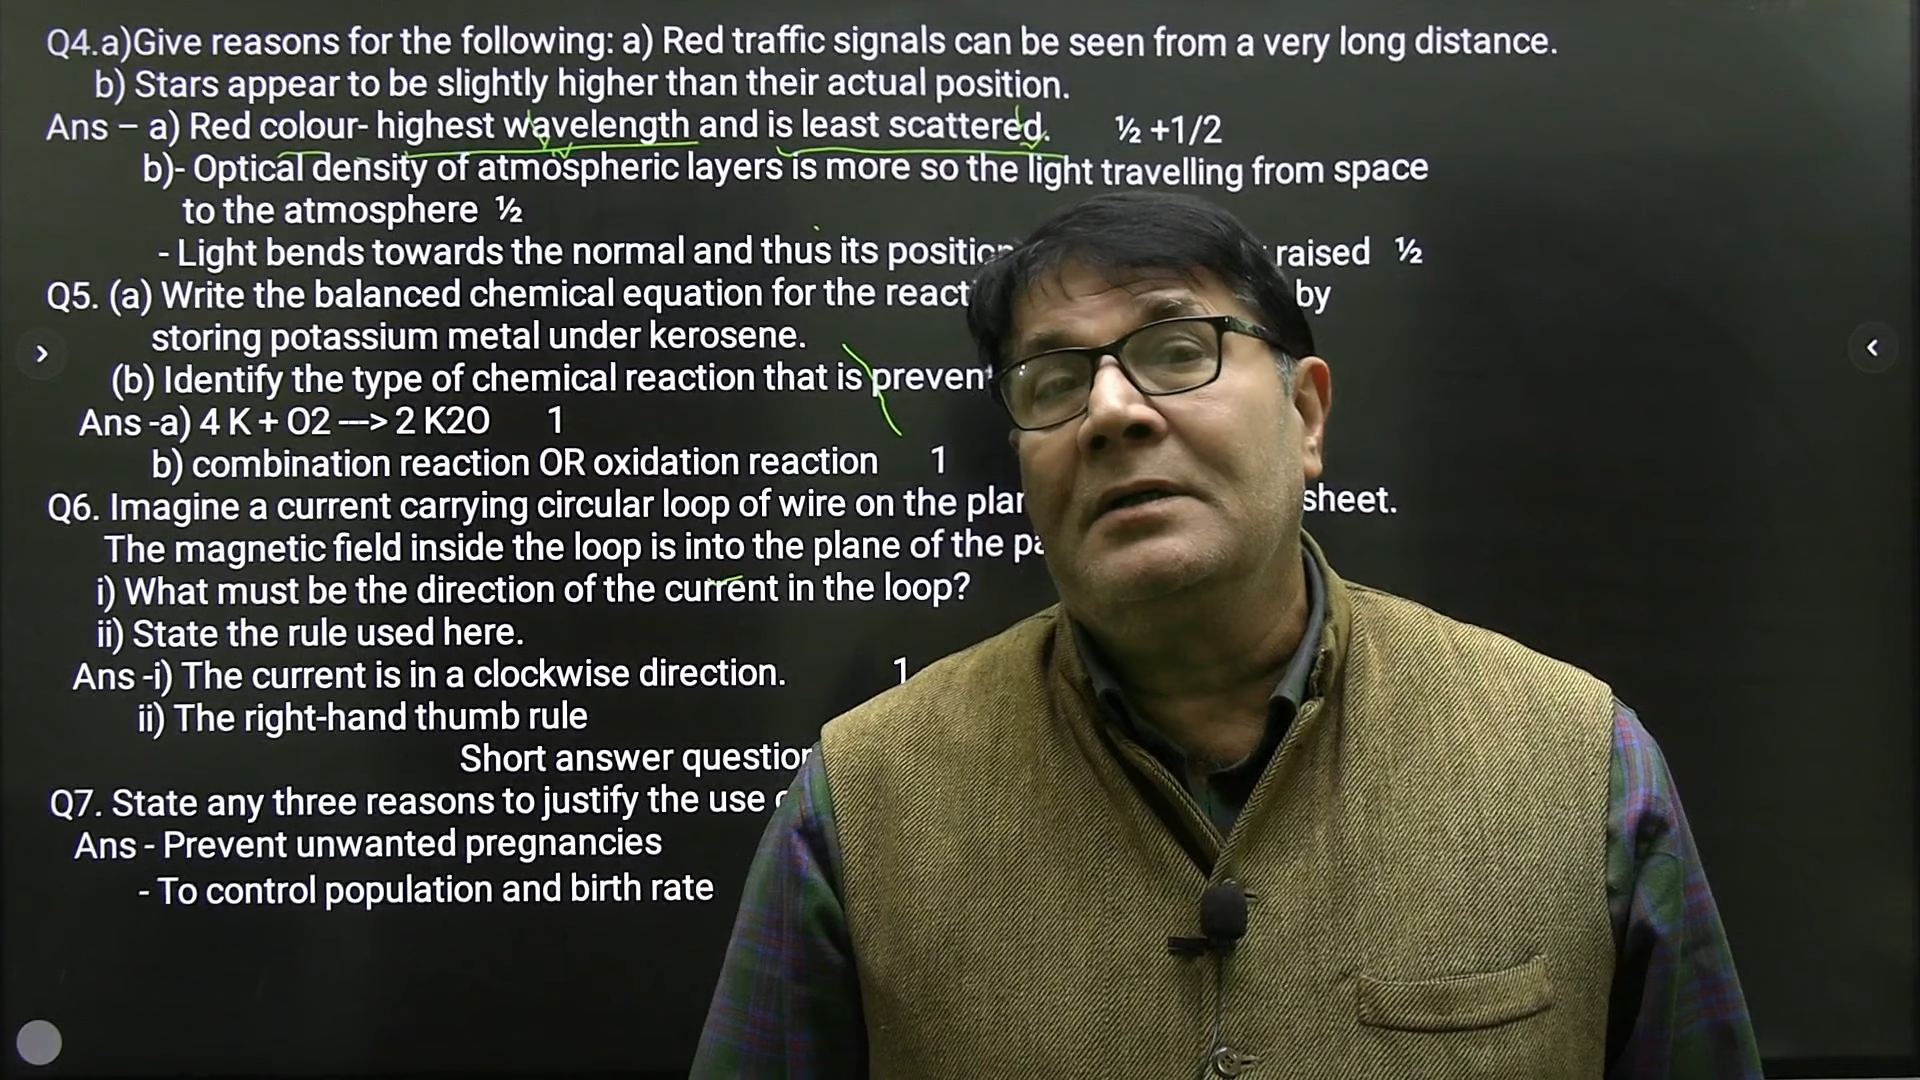 Q4.a)Give reasons for the following: a) Red traffic signals can be seen from a very long distance.
b) Stars appear to be slightly higher than their actual position.
Ans – a) Red colour- highest wavelength and is least scattered. ½ +1/2
b)- Optical density of atmospheric layers is more so the light travelling from space
to the atmosphere ½
- Light bends towards the normal and thus its raised ½
Q5. (a) Write the balanced chemical equation for the by
storing potassium metal under kerosene.
(b) Identify the type of chemical reaction that is
Ans -a) 4 K + O2 ---> 2 K2O 1
b) combination reaction OR oxidation reaction 1
Q6. Imagine a current carrying circular loop of wire on the sheet.
The magnetic field inside the loop is into the plane of the
i) What must be the direction of the current in the loop?
ii) State the rule used here.
Ans -i) The current is in a clockwise direction. 1
ii) The right-hand thumb rule
Short answer
Q7. State any three reasons to justify the use
Ans - Prevent unwanted pregnancies
- To control population and birth rate